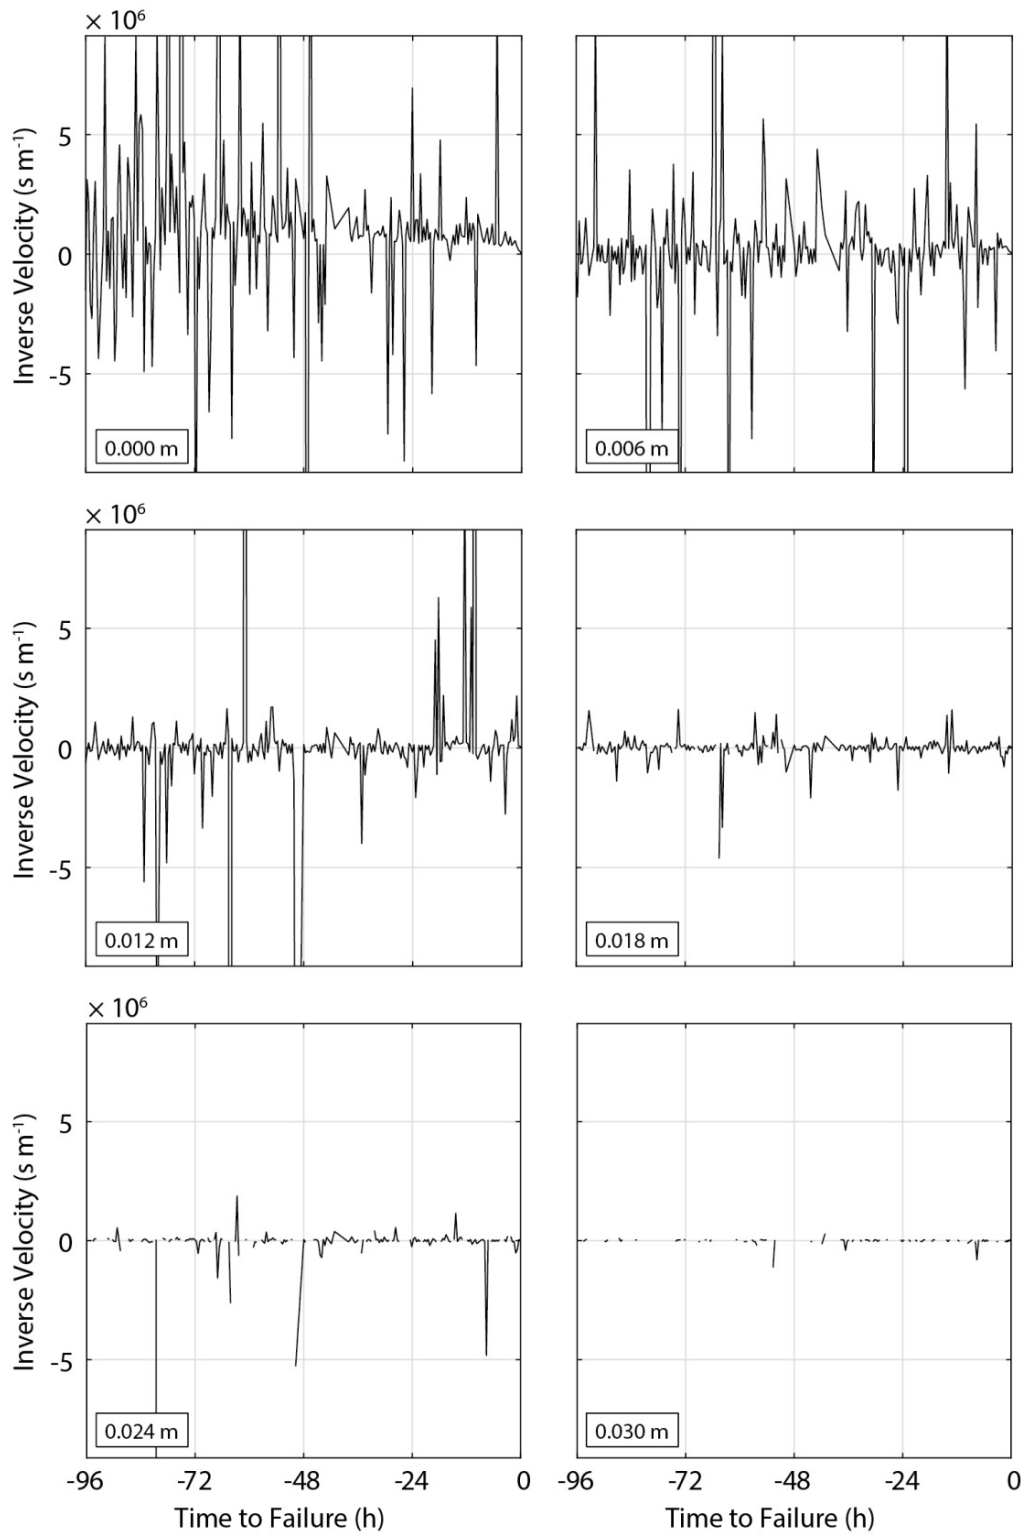 × 10⁶
Inverse Velocity (s m⁻¹)
5
0
-5
0.000 m
0.006 m
× 10⁶
Inverse Velocity (s m⁻¹)
5
0
-5
0.012 m
0.018 m
× 10⁶
Inverse Velocity (s m⁻¹)
5
0
-5
0.024 m
0.030 m
-96 -72 -48 -24 0
-96 -72 -48 -24 0
Time to Failure (h)
Time to Failure (h)